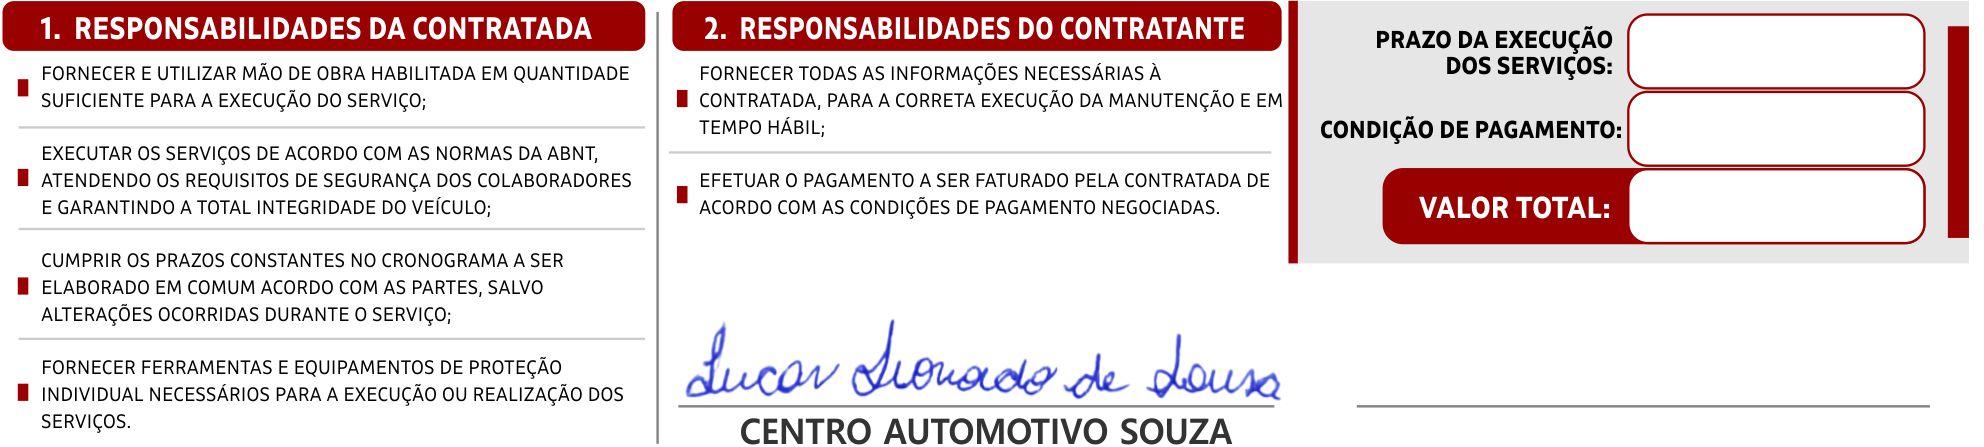 1. RESPONSABILIDADES DA CONTRATADA
FORNECER E UTILIZAR MÃO DE OBRA HABILITADA EM QUANTIDADE
SUFICIENTE PARA A EXECUÇÃO DO SERVIÇO;
EXECUTAR OS SERVIÇOS DE ACORDO COM AS NORMAS DA ABNT,
ATENDENDO OS REQUISITOS DE SEGURANÇA DOS COLABORADORES
E GARANTINDO A TOTAL INTEGRIDADE DO VEÍCULO;
CUMPRIR OS PRAZOS CONSTANTES NO CRONOGRAMA A SER
ELABORADO EM COMUM ACORDO COM AS PARTES, SALVO
ALTERAÇÕES OCORRIDAS DURANTE O SERVIÇO;
FORNECER FERRAMENTAS E EQUIPAMENTOS DE PROTEÇÃO
INDIVIDUAL NECESSÁRIOS PARA A EXECUÇÃO OU REALIZAÇÃO DOS
SERVIÇOS.
2. RESPONSABILIDADES DO CONTRATANTE
FORNECER TODAS AS INFORMAÇÕES NECESSÁRIAS À
CONTRATADA, PARA A CORRETA EXECUÇÃO DA MANUTENÇÃO E EM
TEMPO HÁBIL;
EFETUAR O PAGAMENTO A SER FATURADO PELA CONTRATADA DE
ACORDO COM AS CONDIÇÕES DE PAGAMENTO NEGOCIADAS.
Lucas Leonardo de Sousa
CENTRO AUTOMOTIVO SOUZA
PRAZO DA EXECUÇÃO
DOS SERVIÇOS:
CONDIÇÃO DE PAGAMENTO:
VALOR TOTAL: